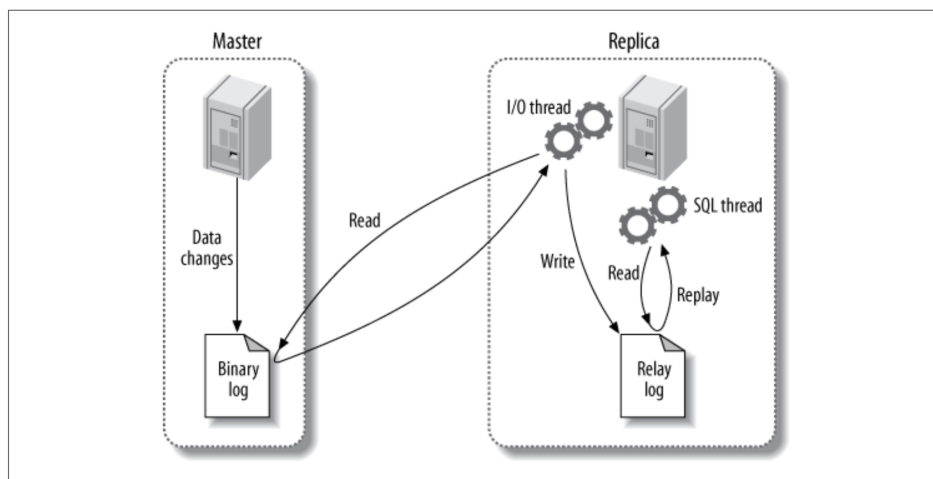 Master
Replica
I/O thread
SQL thread
Read
Data
changes
Write
Read
Replay
Binary
log
Relay
log